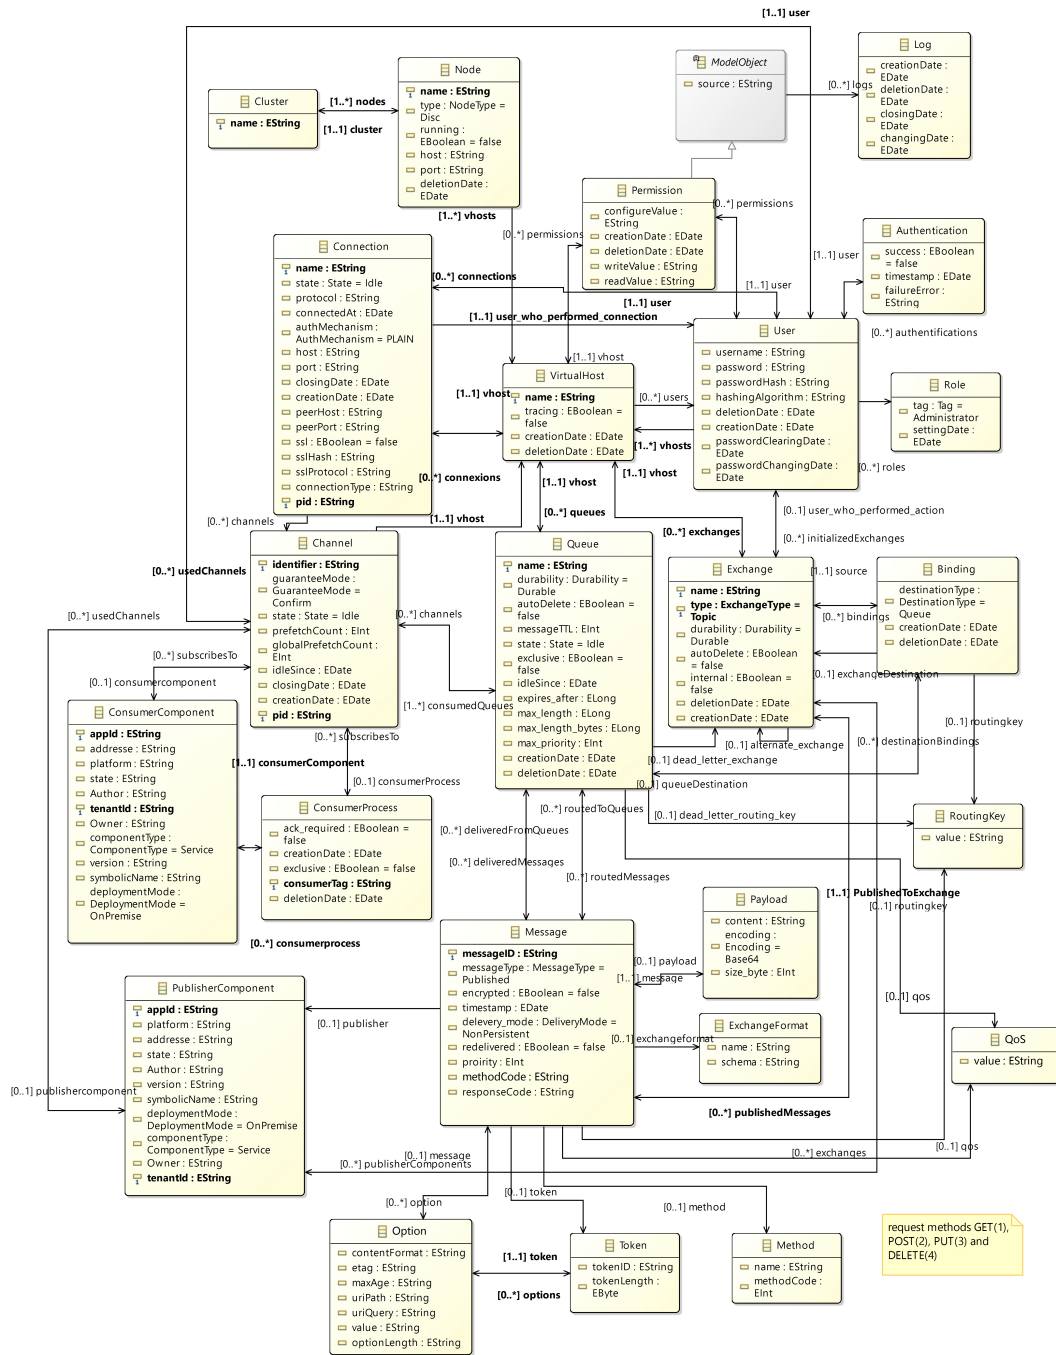 [1..1] user
Log
creationDate :
EDate
deletionDate :
EDate
closingDate :
EDate
changingDate :
EDate
ModelObject
source : EString
[0..*] logs
Node
name : EString
type : NodeType =
Disc
running :
EBoolean = false
host : EString
port : EString
deletionDate :
EDate
Cluster
name : EString
[1..*] nodes
[1..1] cluster
[1..*] vhosts
Permission
configureValue :
EString
creationDate : EDate
deletionDate : EDate
writeValue : EString
readValue : EString
[0..*] permissions
[0..*] permissions
Authentication
success : EBoolean
= false
timestamp : EDate
failureError :
EString
[1..1] user
[1..1] user
[0..*] authentifications
Connection
name : EString
state : State = Idle
protocol : EString
connectedAt : EDate
authMechanism :
AuthMechanism = PLAIN
host : EString
port : EString
closingDate : EDate
creationDate : EDate
peerHost : EString
peerPort : EString
ssl : EBoolean = false
sslHash : EString
sslProtocol : EString
connectionType : EString
pid : EString
[0..*] connections
[1..1] user
[1..1] user_who_performed_connection
User
username : EString
password : EString
passwordHash : EString
hashingAlgorithm : EString
deletionDate : EDate
creationDate : EDate
passwordClearingDate :
EDate
passwordChangingDate :
EDate
Role
tag : Tag =
Administrator
settingDate :
EDate
[0..*] roles
[1..1] vhost
VirtualHost
name : EString
tracing : EBoolean =
false
creationDate : EDate
deletionDate : EDate
[1..1] vhost
[0..*] users
[1..*] vhosts
[0..*] connexions
[1..1] vhost
[1..1] vhost
[0..*] queues
[0..*] exchanges
[0..1] user_who_performed_action
[0..*] initializedExchanges
[0..*] channels
[1..1] vhost
Channel
identifier : EString
guaranteeMode :
GuaranteeMode =
Confirm
state : State = Idle
prefetchCount : EInt
globalPrefetchCount :
EInt
idleSince : EDate
closingDate : EDate
creationDate : EDate
pid : EString
[0..*] usedChannels
[0..*] usedChannels
[0..*] subscribesTo
[0..1] consumercomponent
[0..*] channels
[1..*] consumedQueues
Queue
name : EString
durability : Durability =
Durable
autoDelete : EBoolean =
false
messageTTL : EInt
state : State = Idle
exclusive : EBoolean =
false
idleSince : EDate
expires_after : ELong
max_length : ELong
max_length_bytes : ELong
max_priority : EInt
creationDate : EDate
deletionDate : EDate
Exchange
name : EString
type : ExchangeType =
Topic
durability : Durability =
Durable
autoDelete : EBoolean
= false
internal : EBoolean
= false
deletionDate : EDate
creationDate : EDate
[1..1] source
[0..*] bindings
Binding
destinationType :
DestinationType =
Queue
creationDate : EDate
deletionDate : EDate
[0..1] exchangeDestination
[0..1] routingkey
[0..*] destinationBindings
[0..1] alternate_exchange
[0..1] dead_letter_exchange
[0..1] queueDestination
[0..1] dead_letter_routing_key
RoutingKey
value : EString
ConsumerComponent
appId : EString
addresse : EString
platform : EString
state : EString
Author : EString
tenantId : EString
Owner : EString
componentType :
ComponentType = Service
version : EString
symbolicName : EString
deploymentMode :
DeploymentMode =
OnPremise
[0..*] subscribesTo
[1..1] consumerComponent
[0..1] consumerProcess
ConsumerProcess
ack_required : EBoolean =
false
creationDate : EDate
exclusive : EBoolean = false
consumerTag : EString
deletionDate : EDate
[0..*] consumerprocess
[0..*] routedToQueues
[0..*] deliveredFromQueues
[0..*] deliveredMessages
[0..*] routedMessages
[1..1] PublishedToExchange
[0..1] routingkey
Payload
content : EString
encoding :
Encoding =
Base64
size_byte : EInt
[0..1] payload
[1..1] message
Message
messageID : EString
messageType : MessageType =
Published
encrypted : EBoolean = false
timestamp : EDate
delevery_mode : DeliveryMode =
NonPersistent
redelivered : EBoolean = false
proirity : EInt
methodCode : EString
responseCode : EString
PublisherComponent
appId : EString
platform : EString
addresse : EString
state : EString
Author : EString
version : EString
symbolicName : EString
deploymentMode :
DeploymentMode = OnPremise
componentType :
ComponentType = Service
Owner : EString
tenantId : EString
[0..1] publisher
[0..1] publishercomponent
ExchangeFormat
name : EString
schema : EString
[0..1] exchangeformat
[0..1] qos
QoS
value : EString
[0..*] publishedMessages
[0..1] qos
[0..*] exchanges
[0..1] message
[0..*] publisherComponents
[0..*] option
[0..1] token
[0..1] method
Option
contentFormat : EString
etag : EString
maxAge : EString
uriPath : EString
uriQuery : EString
value : EString
optionLength : EString
[1..1] token
[0..*] options
Token
tokenID : EString
tokenLength :
EByte
Method
name : EString
methodCode :
EInt
request methods GET(1),
POST(2), PUT(3) and
DELETE(4)